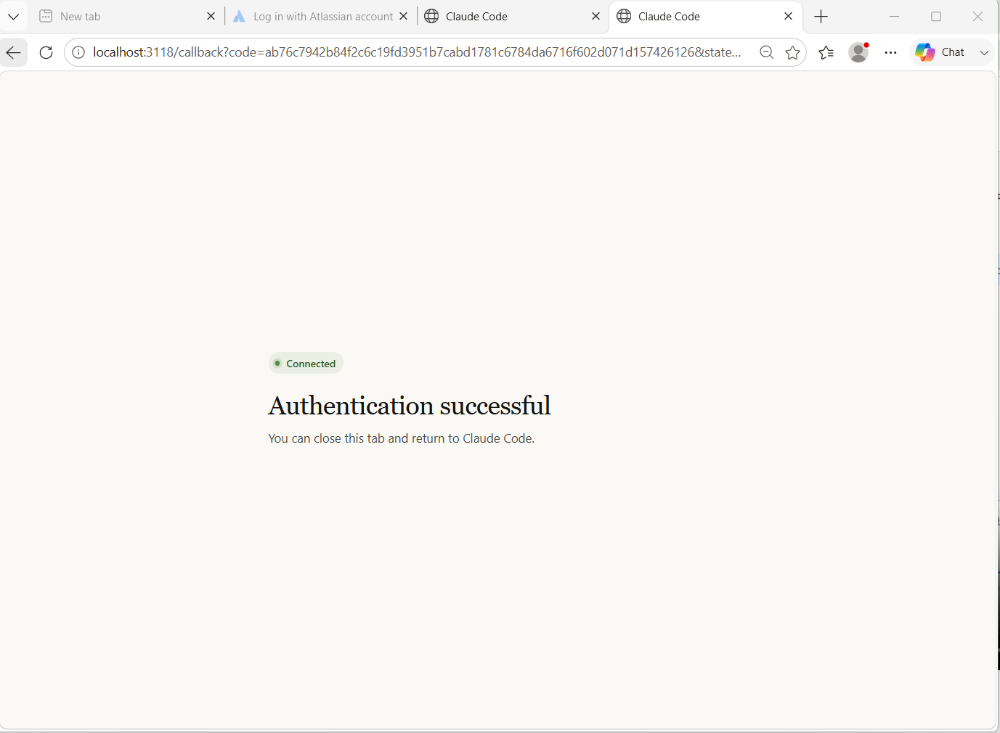 New tab
Log in with Atlassian account
Claude Code
Claude Code
localhost:3118/callback?code=ab76c7942b84f2c6c19fd3951b7cabd1781c6784da6716f602d071d157426126&state...
Chat
Connected
Authentication successful
You can close this tab and return to Claude Code.